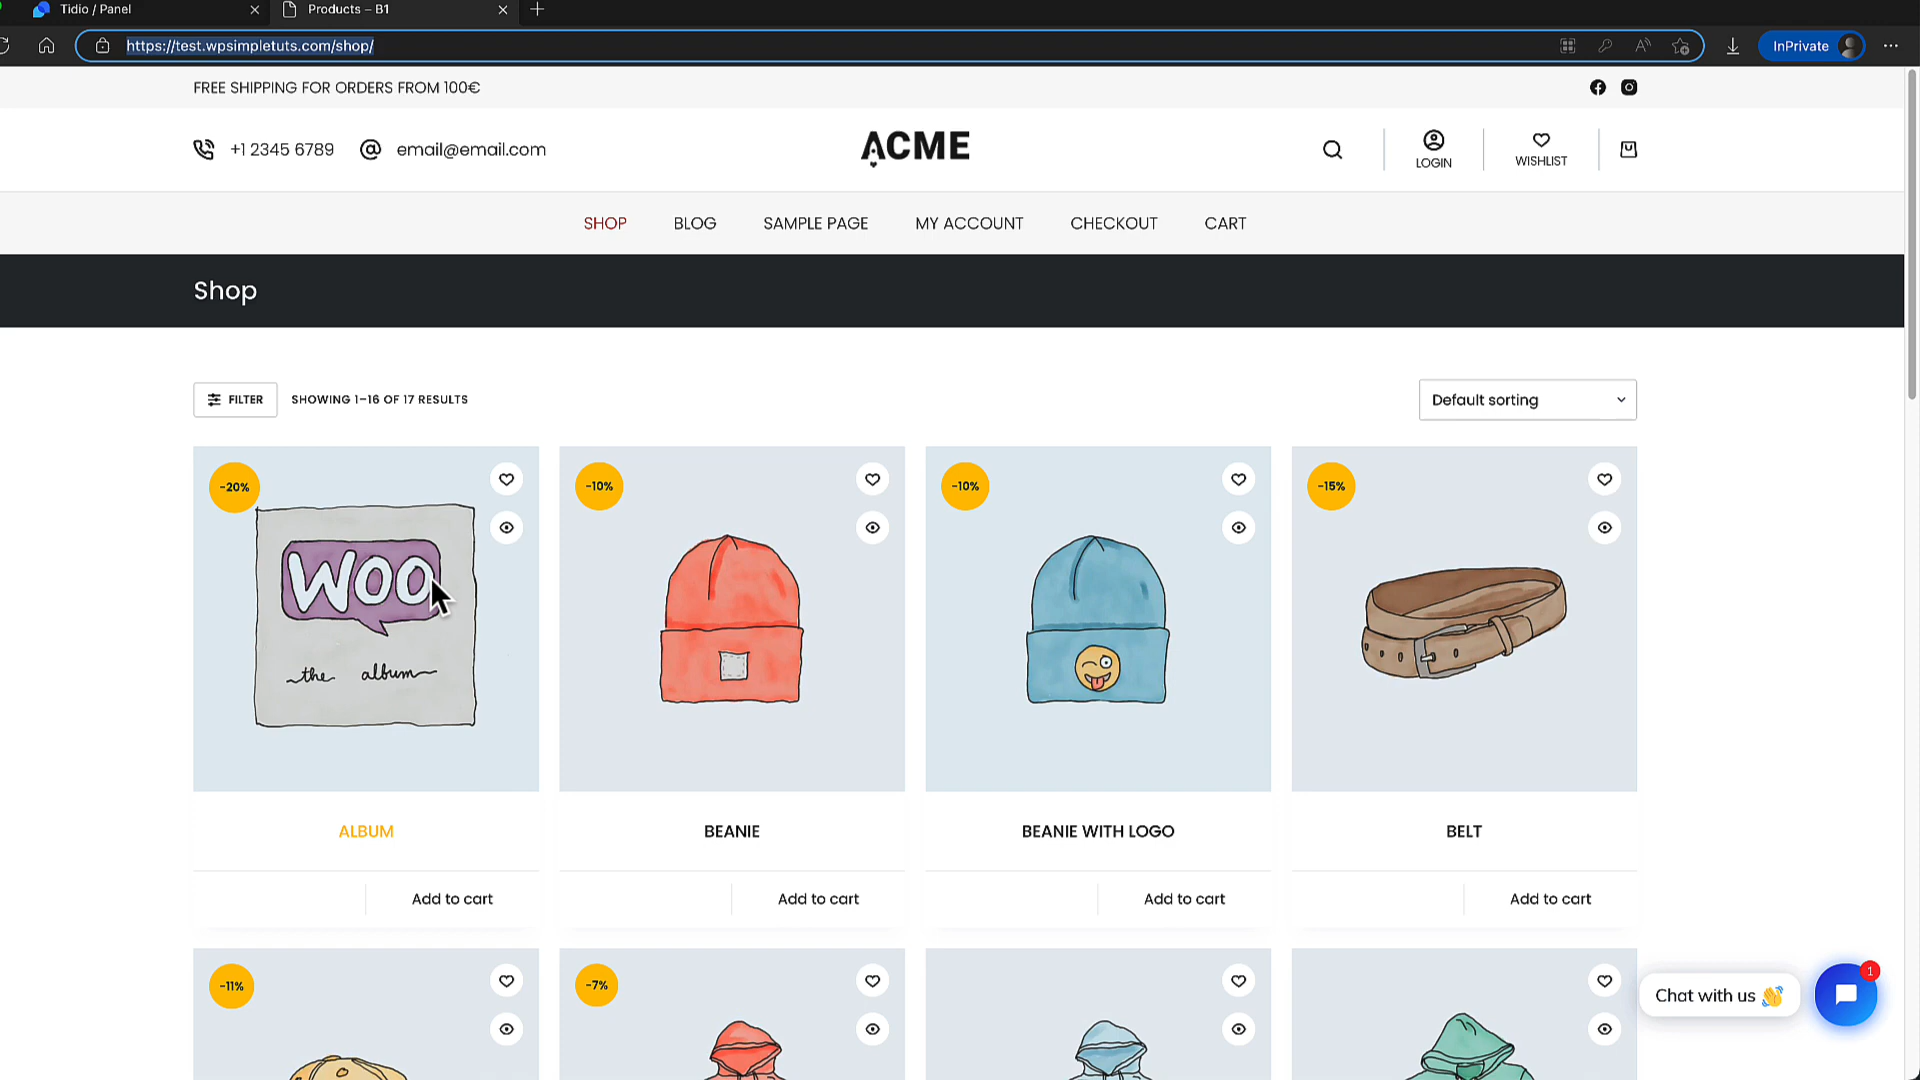 Tidio / Panel
Products – B1
https://test.wpsimpletuts.com/shop/
InPrivate
FREE SHIPPING FOR ORDERS FROM 100€
+1 2345 6789
email@email.com
ACME
LOGIN
WISHLIST
SHOP
BLOG
SAMPLE PAGE
MY ACCOUNT
CHECKOUT
CART
Shop
FILTER
SHOWING 1–16 OF 17 RESULTS
Default sorting
-20%
-10%
-10%
-15%
WOO
the album
ALBUM
BEANIE
BEANIE WITH LOGO
BELT
Add to cart
Add to cart
Add to cart
Add to cart
-11%
-7%
Chat with us 👋
1